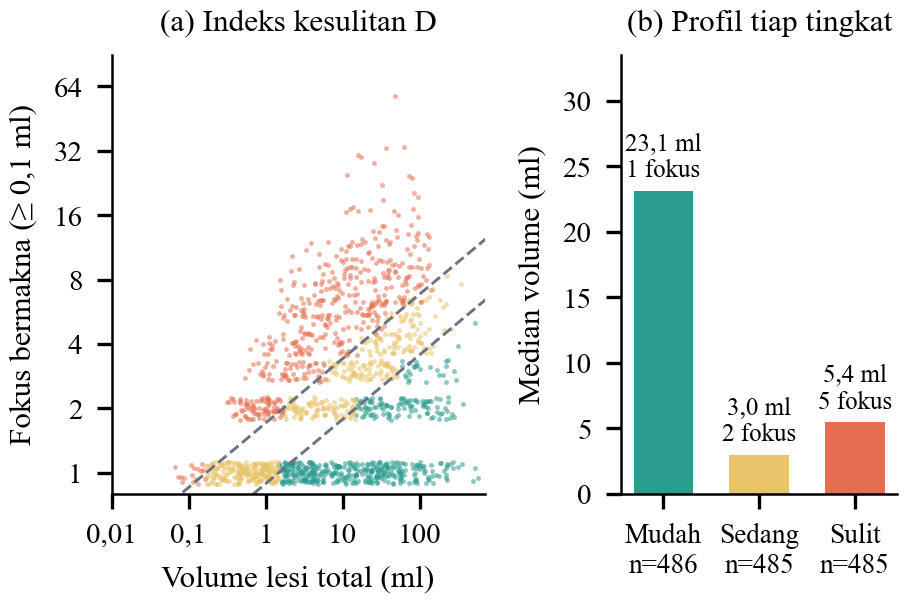 (a) Indeks kesulitan D
Fokus bermakna (≥ 0,1 ml)
64
32
16
8
4
2
1
0,01
0,1
1
10
100
Volume lesi total (ml)
(b) Profil tiap tingkat
Median volume (ml)
30
25
20
15
10
5
0
23,1 ml
1 fokus
3,0 ml
2 fokus
5,4 ml
5 fokus
Mudah
n=486
Sedang
n=485
Sulit
n=485